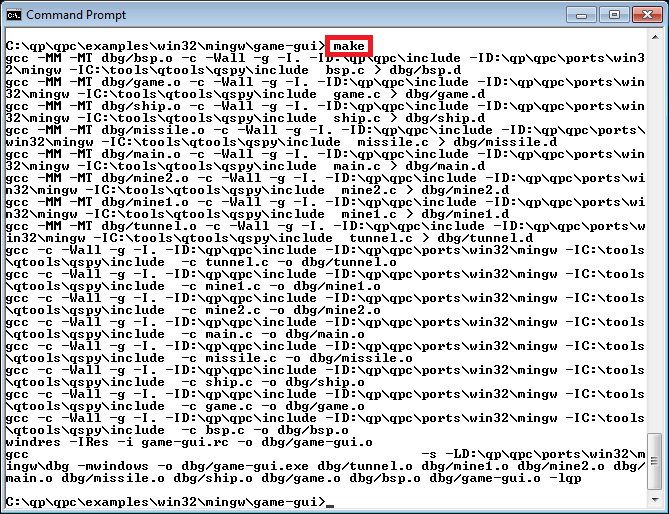 Command Prompt
C:\qp\qpc\examples\win32\mingw\game-gui>make
gcc -MM -MT dbg/bsp.o -c -Wall -g -I. -ID:\qp\qpc\include -ID:\qp\qpc\ports\win3
2\mingw -IC:\tools\qtools\qspy\include  bsp.c > dbg/bsp.d
gcc -MM -MT dbg/game.o -c -Wall -g -I. -ID:\qp\qpc\include -ID:\qp\qpc\ports\win
32\mingw -IC:\tools\qtools\qspy\include  game.c > dbg/game.d
gcc -MM -MT dbg/ship.o -c -Wall -g -I. -ID:\qp\qpc\include -ID:\qp\qpc\ports\win
32\mingw -IC:\tools\qtools\qspy\include  ship.c > dbg/ship.d
gcc -MM -MT dbg/missile.o -c -Wall -g -I. -ID:\qp\qpc\include -ID:\qp\qpc\ports\
win32\mingw -IC:\tools\qtools\qspy\include  missile.c > dbg/missile.d
gcc -MM -MT dbg/main.o -c -Wall -g -I. -ID:\qp\qpc\include -ID:\qp\qpc\ports\win
32\mingw -IC:\tools\qtools\qspy\include  main.c > dbg/main.d
gcc -MM -MT dbg/mine2.o -c -Wall -g -I. -ID:\qp\qpc\include -ID:\qp\qpc\ports\wi
n32\mingw -IC:\tools\qtools\qspy\include  mine2.c > dbg/mine2.d
gcc -MM -MT dbg/mine1.o -c -Wall -g -I. -ID:\qp\qpc\include -ID:\qp\qpc\ports\wi
n32\mingw -IC:\tools\qtools\qspy\include  mine1.c > dbg/mine1.d
gcc -MM -MT dbg/tunnel.o -c -Wall -g -I. -ID:\qp\qpc\include -ID:\qp\qpc\ports\w
in32\mingw -IC:\tools\qtools\qspy\include  tunnel.c > dbg/tunnel.d
gcc -c -Wall -g -I. -ID:\qp\qpc\include -ID:\qp\qpc\ports\win32\mingw -IC:\tools
\qtools\qspy\include  -c tunnel.c -o dbg/tunnel.o
gcc -c -Wall -g -I. -ID:\qp\qpc\include -ID:\qp\qpc\ports\win32\mingw -IC:\tools
\qtools\qspy\include  -c mine1.c -o dbg/mine1.o
gcc -c -Wall -g -I. -ID:\qp\qpc\include -ID:\qp\qpc\ports\win32\mingw -IC:\tools
\qtools\qspy\include  -c mine2.c -o dbg/mine2.o
gcc -c -Wall -g -I. -ID:\qp\qpc\include -ID:\qp\qpc\ports\win32\mingw -IC:\tools
\qtools\qspy\include  -c main.c -o dbg/main.o
gcc -c -Wall -g -I. -ID:\qp\qpc\include -ID:\qp\qpc\ports\win32\mingw -IC:\tools
\qtools\qspy\include  -c missile.c -o dbg/missile.o
gcc -c -Wall -g -I. -ID:\qp\qpc\include -ID:\qp\qpc\ports\win32\mingw -IC:\tools
\qtools\qspy\include  -c ship.c -o dbg/ship.o
gcc -c -Wall -g -I. -ID:\qp\qpc\include -ID:\qp\qpc\ports\win32\mingw -IC:\tools
\qtools\qspy\include  -c game.c -o dbg/game.o
gcc -c -Wall -g -I. -ID:\qp\qpc\include -ID:\qp\qpc\ports\win32\mingw -IC:\tools
\qtools\qspy\include  -c bsp.c -o dbg/bsp.o
windres -IRes -i game-gui.rc -o dbg/game-gui.o
gcc -s -LD:\qp\qpc\ports\win32\m
ingw\dbg -mwindows -o dbg/game-gui.exe dbg/tunnel.o dbg/mine1.o dbg/mine2.o dbg/
main.o dbg/missile.o dbg/ship.o dbg/game.o dbg/bsp.o dbg/game-gui.o -lqp
C:\qp\qpc\examples\win32\mingw\game-gui>_